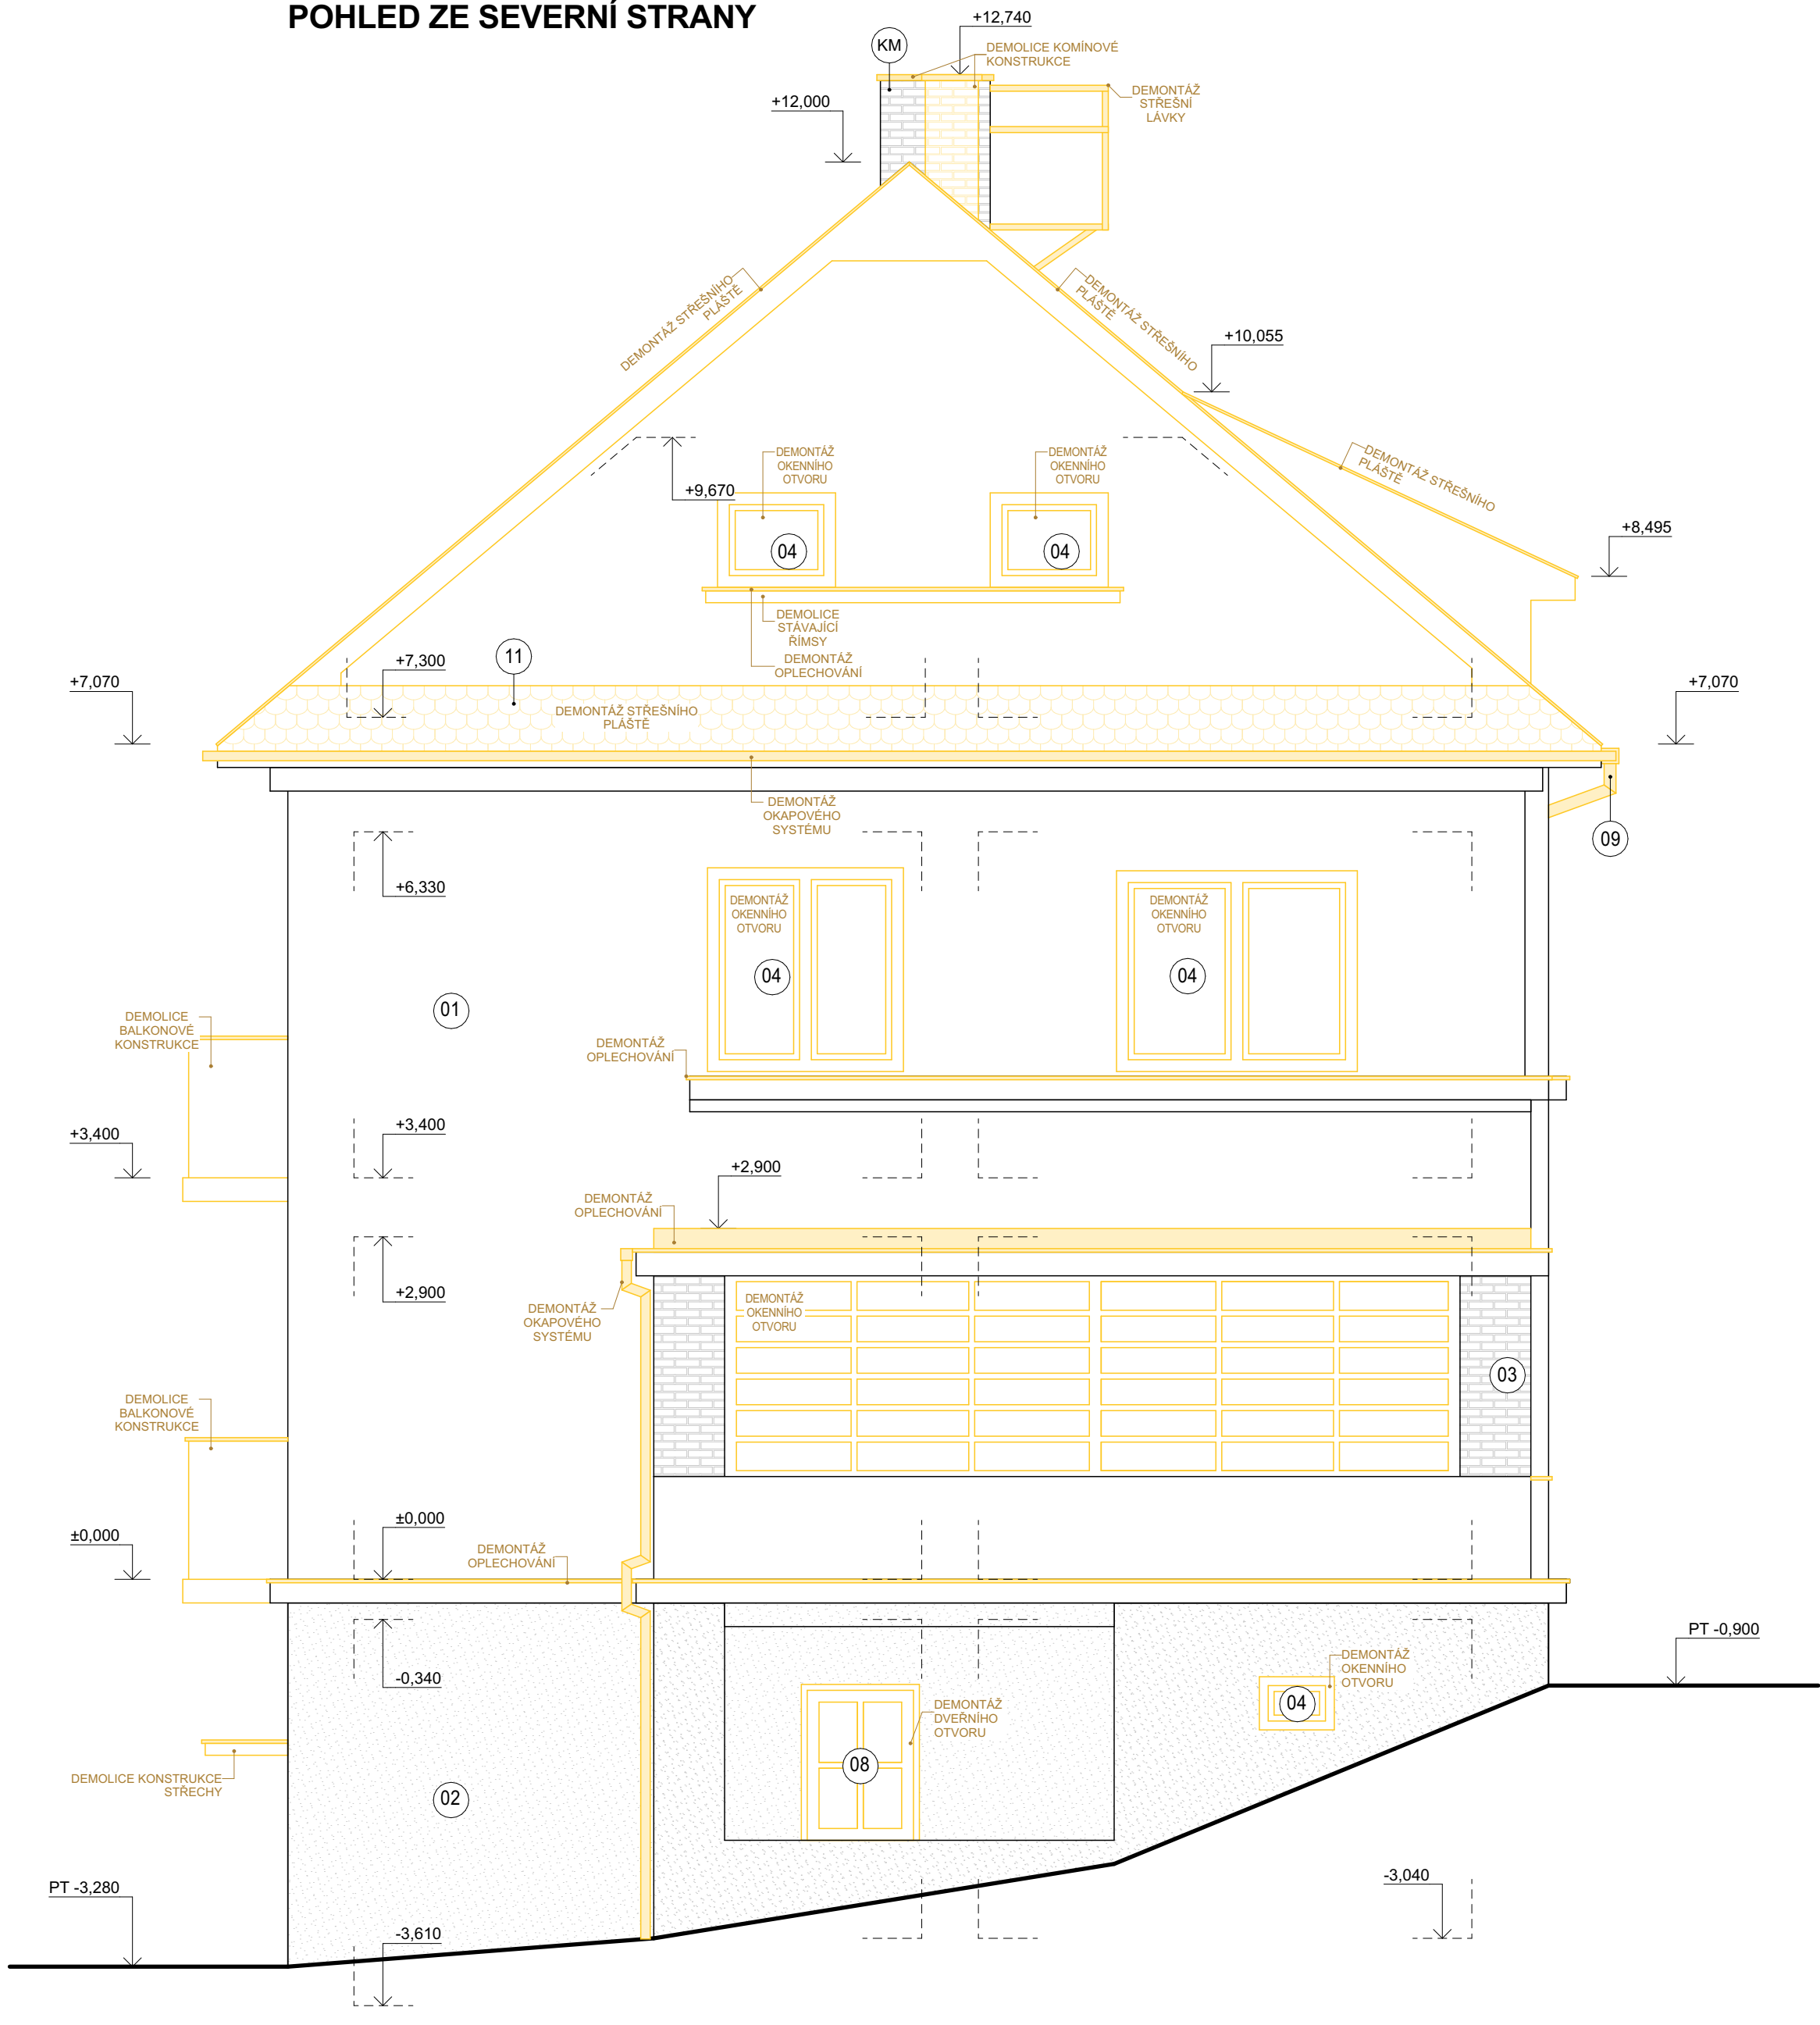 POHLED ZE SEVERNÍ STRANY
+12,740
KM
DEMOLICE KOMÍNOVÉ
KONSTRUKCE
+12,000
DEMONTÁŽ
STŘEŠNÍ
LÁVKY
DEMONTÁŽ STŘEŠNÍHO
PLÁŠTĚ
DEMONTÁŽ STŘEŠNÍHO
PLÁŠTĚ
+10,055
DEMONTÁŽ STŘEŠNÍHO
PLÁŠTĚ
DEMONTÁŽ
OKENNÍHO
OTVORU
DEMONTÁŽ
OKENNÍHO
OTVORU
+9,670
+8,495
04
04
DEMOLICE
STÁVAJÍCÍ
ŘÍMSY
DEMONTÁŽ
OPLECHOVÁNÍ
11
+7,300
+7,070
+7,070
DEMONTÁŽ STŘEŠNÍHO
PLÁŠTĚ
DEMONTÁŽ
OKAPOVÉHO
SYSTÉMU
09
+6,330
DEMONTÁŽ
OKENNÍHO
OTVORU
DEMONTÁŽ
OKENNÍHO
OTVORU
04
04
01
DEMOLICE
BALKONOVÉ
KONSTRUKCE
DEMONTÁŽ
OPLECHOVÁNÍ
+3,400
+3,400
+2,900
DEMONTÁŽ
OPLECHOVÁNÍ
+2,900
DEMONTÁŽ
OKAPOVÉHO
SYSTÉMU
DEMONTÁŽ
OKENNÍHO
OTVORU
03
DEMOLICE
BALKONOVÉ
KONSTRUKCE
±0,000
±0,000
DEMONTÁŽ
OPLECHOVÁNÍ
PT -0,900
-0,340
DEMONTÁŽ
OKENNÍHO
OTVORU
04
DEMONTÁŽ
DVEŘNÍHO
OTVORU
08
DEMOLICE KONSTRUKCE
STŘECHY
02
PT -3,280
-3,040
-3,610